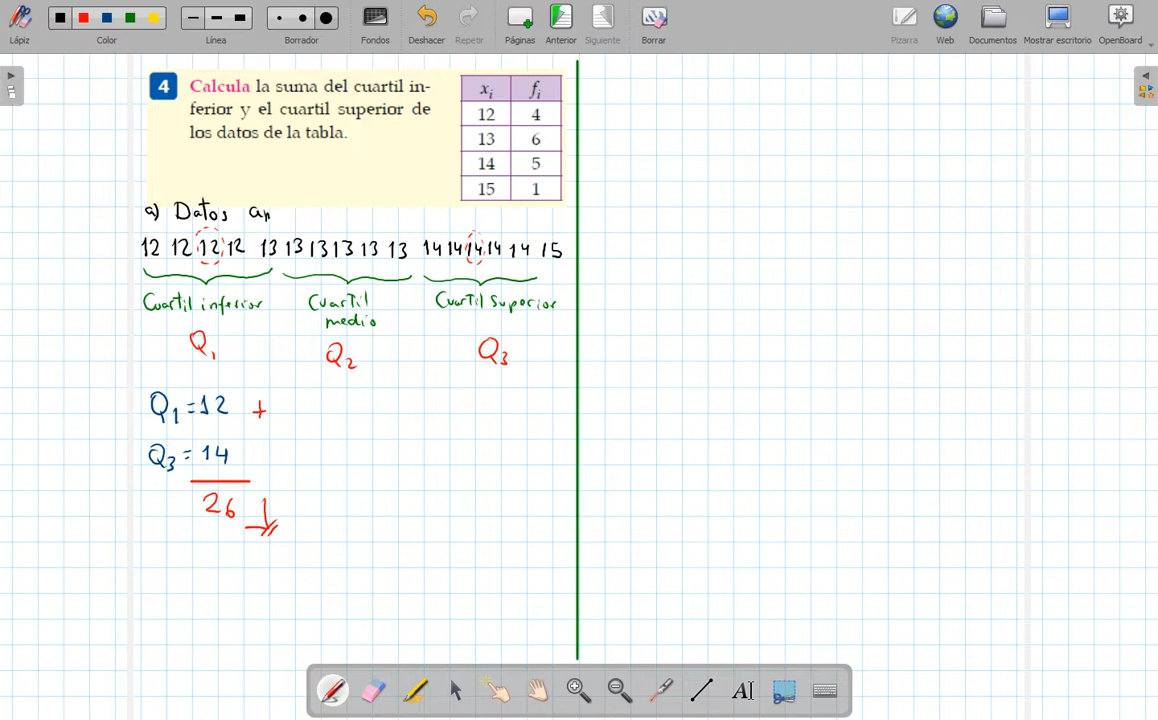 Lápiz
Color
Línea
Borrador
Fondos
Deshacer
Repetir
Páginas
Anterior
Siguiente
Borrar
Pizarra
Web
Documentos
Mostrar escritorio
OpenBoard
4 Calcula la suma del cuartil in-
ferior y el cuartil superior de
los datos de la tabla.
xi fi
12 4
13 6
14 5
15 1
a) Datos an
12 12 12 12 13 13 13 13 13 13 14 14 14 14 14 15
Cuartil inferior
Cuartil
medio
Cuartil Superior
Q1
Q2
Q3
Q1 = 12 +
Q3 = 14
26
AI